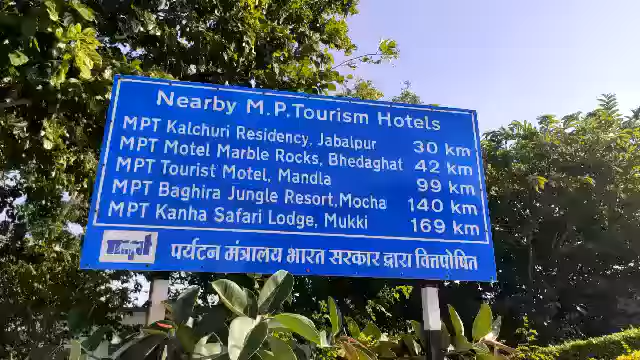 Nearby M.P.Tourism Hotels
MPT Kalchuri Residency, Jabalpur 30 km
MPT Motel Marble Rocks, Bhedaghat 42 km
MPT Tourist Motel, Mandla 99 km
MPT Baghira Jungle Resort,Mocha 140 km
MPT Kanha Safari Lodge, Mukki 169 km
पर्यटन मंत्रालय भारत सरकार द्वारा वित्तपोषित